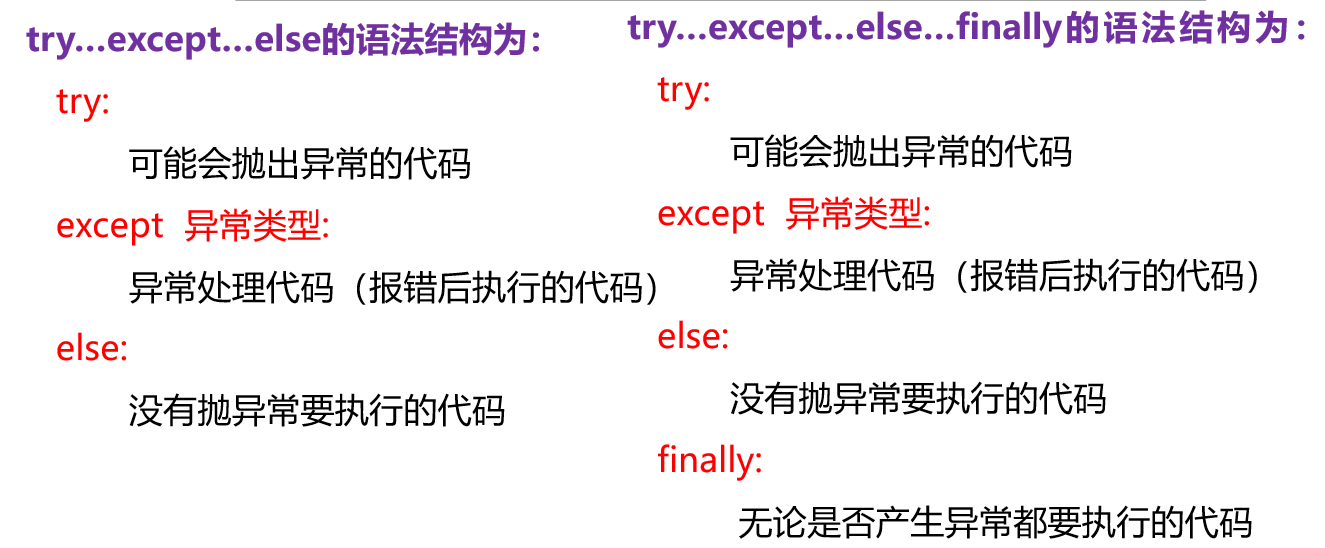 try...except...else的语法结构为：
try:
可能会抛出异常的代码
except 异常类型:
异常处理代码（报错后执行的代码）
else:
没有抛异常要执行的代码
try...except...else...finally的语法结构为：
try:
可能会抛出异常的代码
except 异常类型:
异常处理代码（报错后执行的代码）
else:
没有抛异常要执行的代码
finally:
无论是否产生异常都要执行的代码